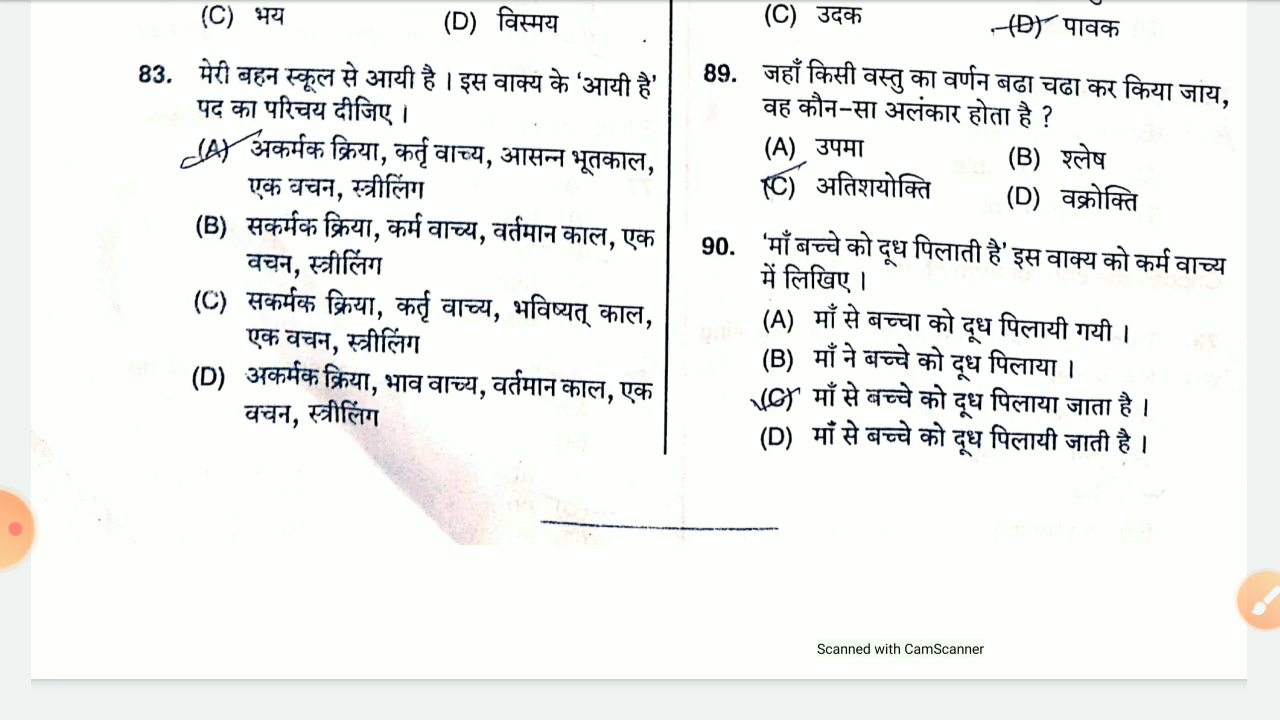 (C) भय (D) विस्मय
83. मेरी बहन स्कूल से आयी है । इस वाक्य के ‘आयी है’
पद का परिचय दीजिए ।
(A) अकर्मक क्रिया, कर्तृ वाच्य, आसन्न भूतकाल,
एक वचन, स्त्रीलिंग
(B) सकर्मक क्रिया, कर्म वाच्य, वर्तमान काल, एक
वचन, स्त्रीलिंग
(C) सकर्मक क्रिया, कर्तृ वाच्य, भविष्यत् काल,
एक वचन, स्त्रीलिंग
(D) अकर्मक क्रिया, भाव वाच्य, वर्तमान काल, एक
वचन, स्त्रीलिंग
(C) उदक (D) पावक
89. जहाँ किसी वस्तु का वर्णन बढा चढा कर किया जाय,
वह कौन-सा अलंकार होता है ?
(A) उपमा (B) श्लेष
(C) अतिशयोक्ति (D) वक्रोक्ति
90. ‘माँ बच्चे को दूध पिलाती है’ इस वाक्य को कर्म वाच्य
में लिखिए ।
(A) माँ से बच्चा को दूध पिलायी गयी ।
(B) माँ ने बच्चे को दूध पिलाया ।
(C) माँ से बच्चे को दूध पिलाया जाता है ।
(D) माँ से बच्चे को दूध पिलायी जाती है ।
Scanned with CamScanner